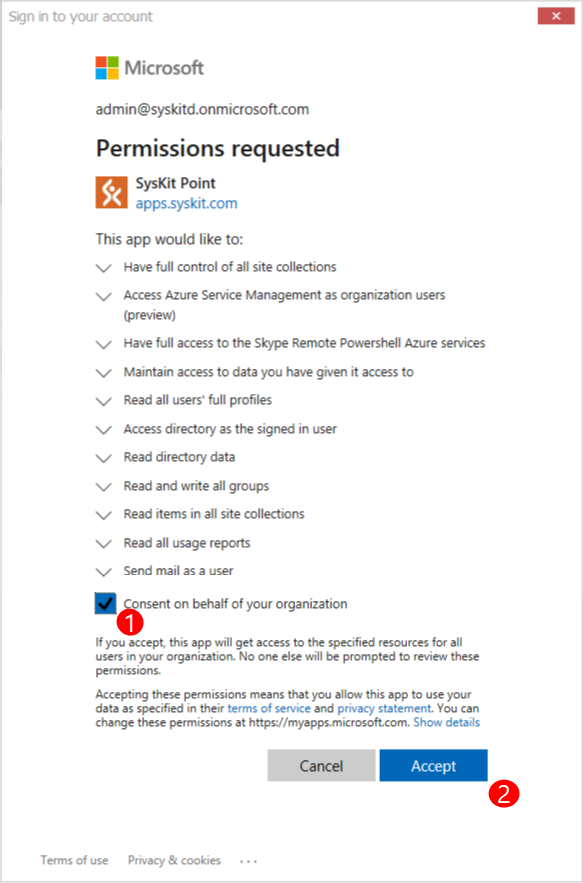 Sign in to your account
Microsoft
admin@syskitd.onmicrosoft.com
Permissions requested
SysKit Point
apps.syskit.com
This app would like to:
Have full control of all site collections
Access Azure Service Management as organization users
(preview)
Have full access to the Skype Remote Powershell Azure services
Maintain access to data you have given it access to
Read all users' full profiles
Access directory as the signed in user
Read directory data
Read and write all groups
Read items in all site collections
Read all usage reports
Send mail as a user
Consent on behalf of your organization
1
If you accept, this app will get access to the specified resources for all
users in your organization. No one else will be prompted to review these
permissions.
Accepting these permissions means that you allow this app to use your
data as specified in their terms of service and privacy statement. You can
change these permissions at https://myapps.microsoft.com. Show details
Cancel Accept
2
Terms of use Privacy & cookies ...